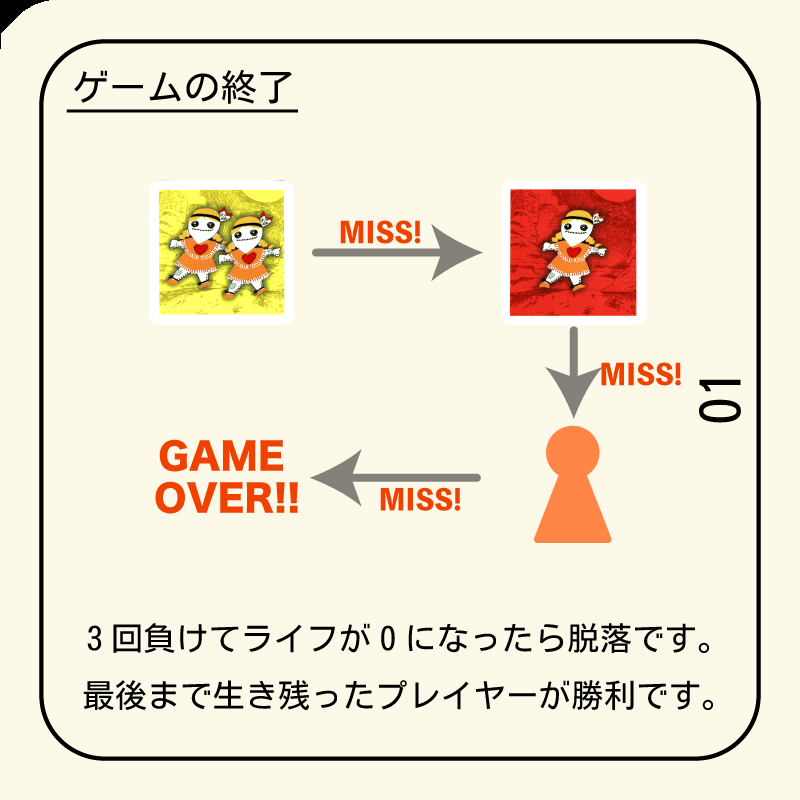 ゲームの終了
MISS!
MISS!
01
GAME
OVER!!
MISS!
3回負けてライフが0になったら脱落です。
最後まで生き残ったプレイヤーが勝利です。